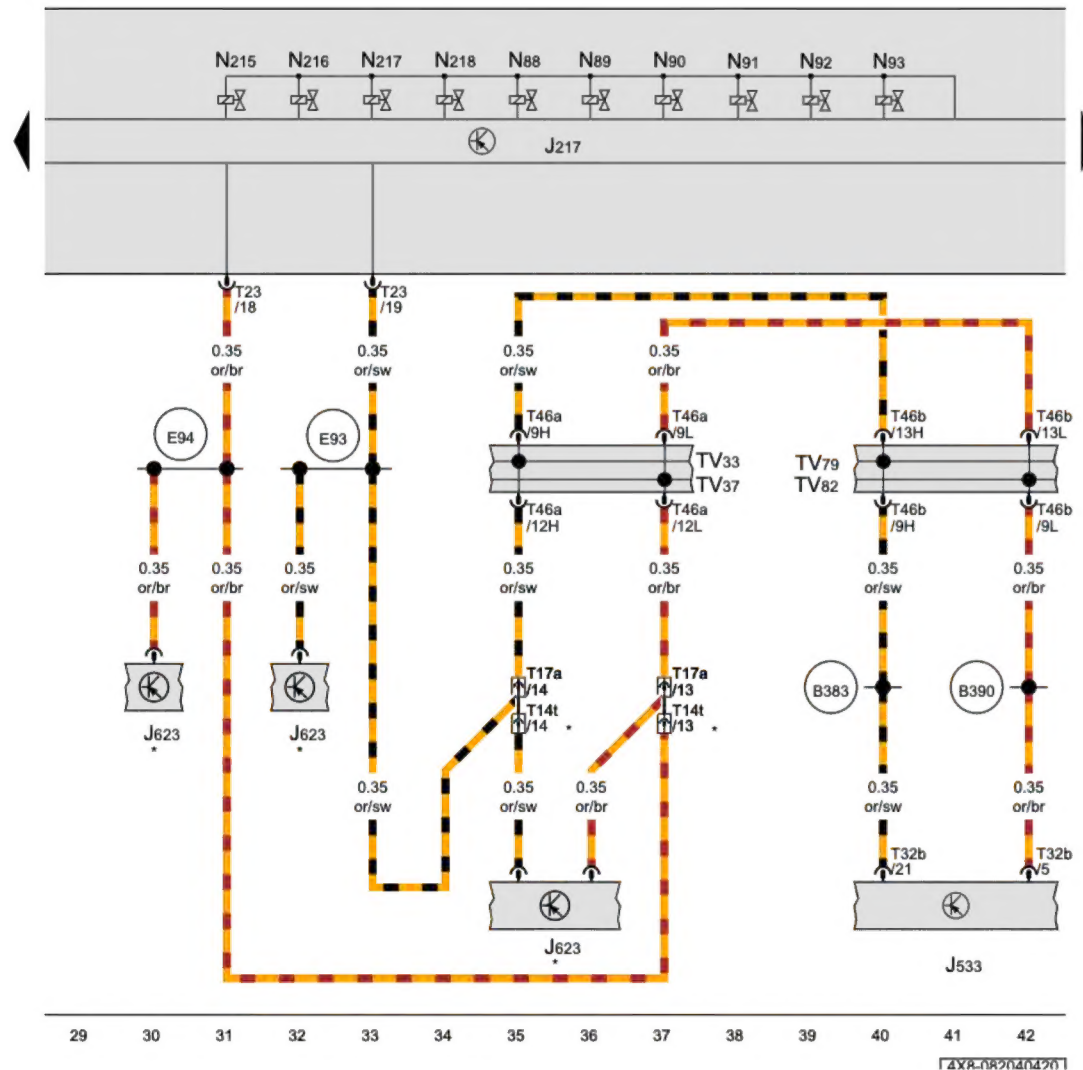 N215 N216 N217 N218 N88 N89 N90 N91 N92 N93
J217
T23 /18
T23 /19
0.35 or/br
0.35 or/sw
0.35 or/sw
0.35 or/br
E94
E93
T46a /9H
T46a /9L
T46b /13H
T46b /13L
TV33
TV37
TV79
TV82
T46a /12H
T46a /12L
T46b /9H
T46b /9L
0.35 or/br
0.35 or/br
0.35 or/sw
0.35 or/sw
0.35 or/br
0.35 or/sw
0.35 or/br
T17a /14
T14t /14
*
T17a /13
T14t /13
*
B383
B390
J623
*
J623
*
0.35 or/sw
0.35 or/sw
0.35 or/br
0.35 or/sw
0.35 or/br
T32b /21
T32b /5
J623
*
J533
29 30 31 32 33 34 35 36 37 38 39 40 41 42
4X8-082040420